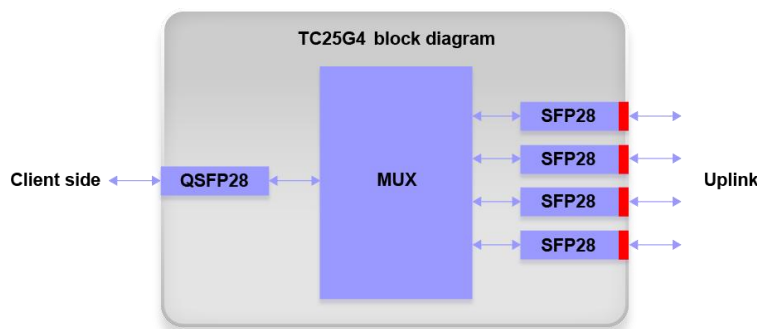 TC25G4 block diagram
SFP28
SFP28
Client side
QSFP28
MUX
Uplink
SFP28
SFP28